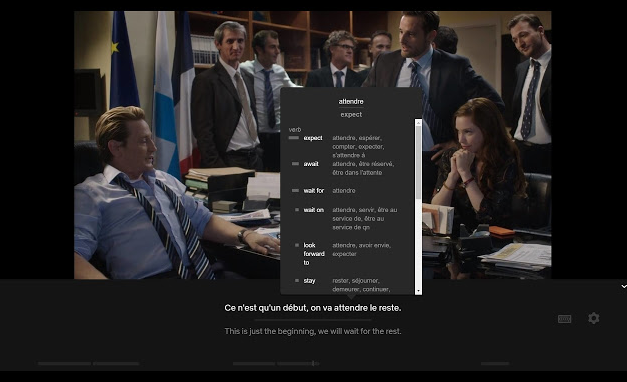 attendre
expect
verb
expect attendre, espérer,
compter, expecter,
s'attendre à
await attendre, être réservé,
être dans l'attente
wait for attendre
wait on attendre, servir, être au
service de, être au
service de qn
look attendre, avoir envie,
forward expecter
to
stay rester, séjourner,
demeurer, continuer,
Ce n'est qu'un début, on va attendre le reste.
This is just the beginning, we will wait for the rest.